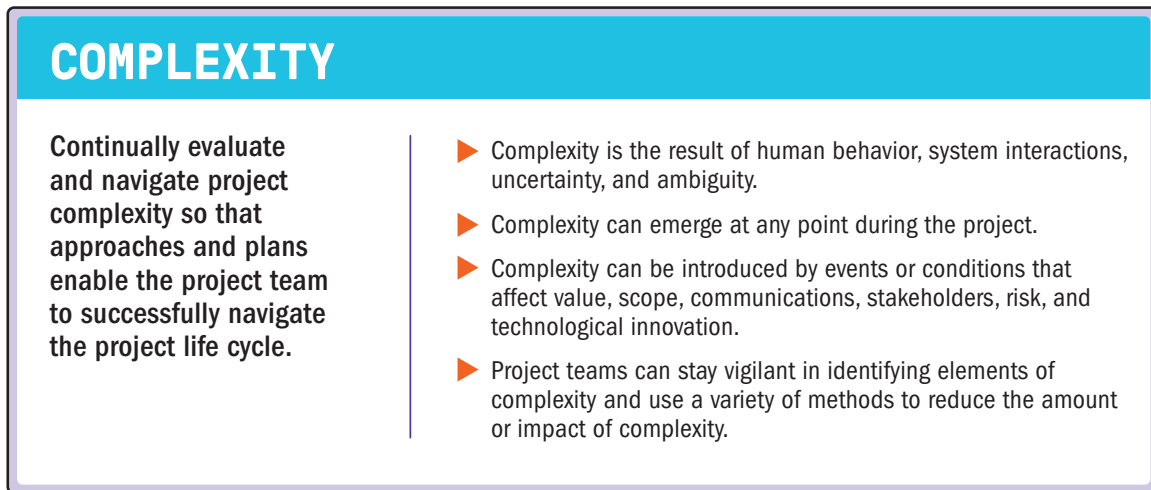 COMPLEXITY
Continually evaluate
and navigate project
complexity so that
approaches and plans
enable the project team
to successfully navigate
the project life cycle.
Complexity is the result of human behavior, system interactions,
uncertainty, and ambiguity.
Complexity can emerge at any point during the project.
Complexity can be introduced by events or conditions that
affect value, scope, communications, stakeholders, risk, and
technological innovation.
Project teams can stay vigilant in identifying elements of
complexity and use a variety of methods to reduce the amount
or impact of complexity.